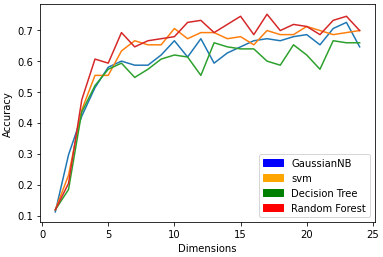 0.7
0.6
0.5
0.4
0.3
0.2
0.1
Accuracy
0
5
10
15
20
25
Dimensions
GaussianNB
svm
Decision Tree
Random Forest